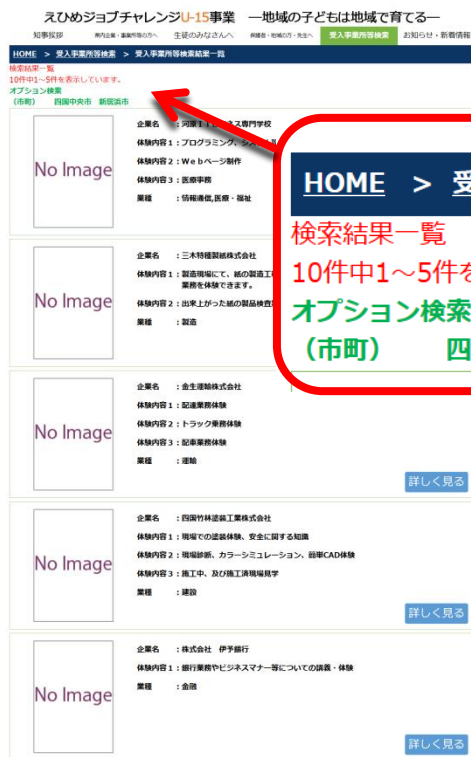 えひめジョブチャレンジU-15事業 ―地域の子どもは地域で育てる―
知事挨拶 県内企業・事業所等の方へ 生徒のみなさんへ 保護者・地域の方・先生へ 受入事業所等検索 お知らせ・新着情報
HOME > 受入事業所等検索 > 受入事業所等検索結果一覧
検索結果一覧
10件中1～5件を表示しています。
オプション検索
（市町） 四国中央市 新居浜市
HOME > 受
検索結果一覧
10件中1～5件を
オプション検索
（市町） 四
No Image
企業名 ：河原
ネス専門学校
体験内容1：プログラミング、
体験内容2：Ｗｅｂページ制作
体験内容3：医療事務
業種 ：情報通信,医療・福祉
No Image
企業名 ：三木特種製紙株式会社
体験内容1：製造現場にて、紙の製造工
業務を体験できます。
体験内容2：出来上がった紙の製品検査
業種 ：製造
No Image
企業名 ：金生運輸株式会社
体験内容1：配達業務体験
体験内容2：トラック乗務体験
体験内容3：配車業務体験
業種 ：運輸
詳しく見る
No Image
企業名 ：四国竹林塗装工業株式会社
体験内容1：現場での塗装体験、安全に関する知識
体験内容2：現場診断、カラーシミュレーション、簡単CAD体験
体験内容3：施工中、及び施工済現場見学
業種 ：建設
詳しく見る
No Image
企業名 ：株式会社 伊予銀行
体験内容1：銀行業務やビジネスマナー等についての講義・体験
業種 ：金融
詳しく見る